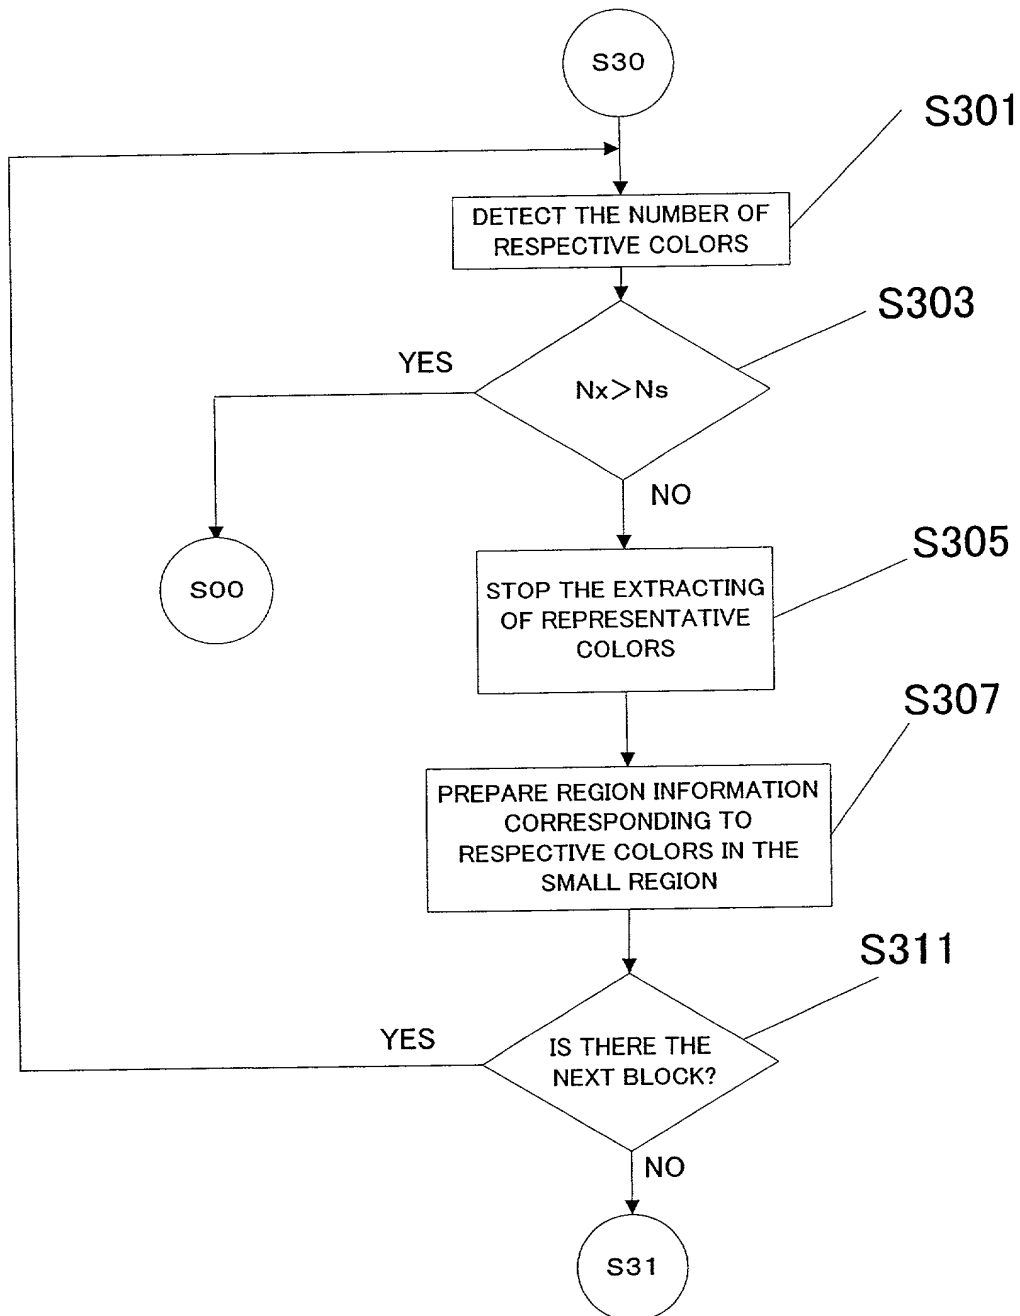 S30
S301
DETECT THE NUMBER OF
RESPECTIVE COLORS
S303
YES
Nx>Ns
NO
S00
S305
STOP THE EXTRACTING
OF REPRESENTATIVE
COLORS
S307
PREPARE REGION INFORMATION
CORRESPONDING TO
RESPECTIVE COLORS IN THE
SMALL REGION
S311
YES
IS THERE THE
NEXT BLOCK?
NO
S31